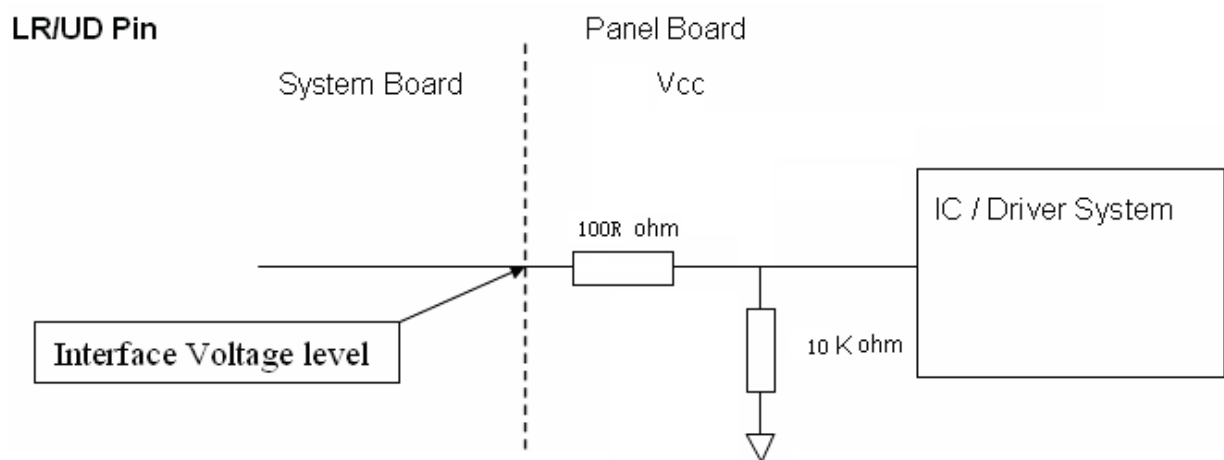 LR/UD Pin
Panel Board
System Board
Vcc
IC / Driver System
100R ohm
Interface Voltage level
10 K ohm